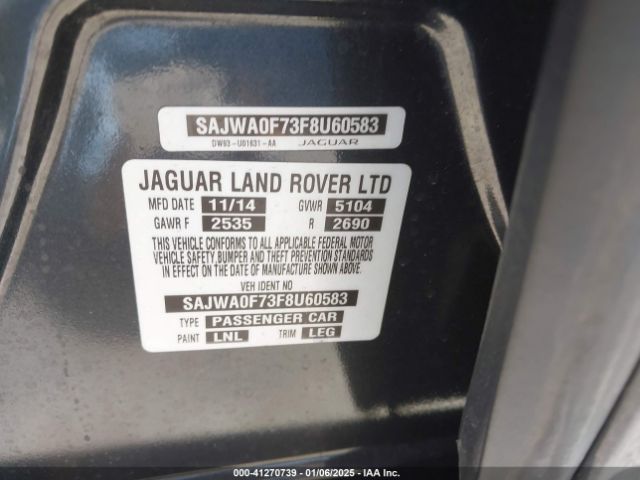 SAJWA0F73F8U60583
DW93-U01631-AA JAGUAR
JAGUAR LAND ROVER LTD
MFD DATE 11/14 GVWR 5104
GAWR F 2535 R 2690
THIS VEHICLE CONFORMS TO ALL APPLICABLE FEDERAL MOTOR
VEHICLE SAFETY,BUMPER AND THEFT PREVENTION STANDARDS
IN EFFECT ON THE DATE OF MANUFACTURE SHOWN ABOVE.
VEH IDENT NO
SAJWA0F73F8U60583
TYPE PASSENGER CAR
PAINT LNL TRIM LEG
000-41270739 - 01/06/2025 - IAA Inc.